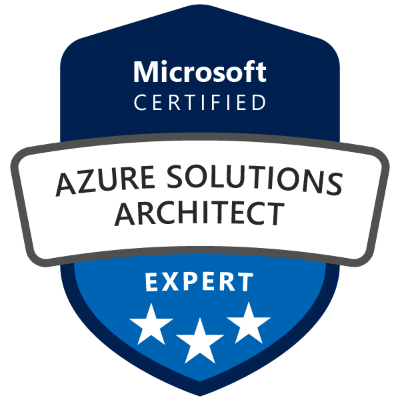 Microsoft
CERTIFIED
AZURE SOLUTIONS
ARCHITECT
EXPERT